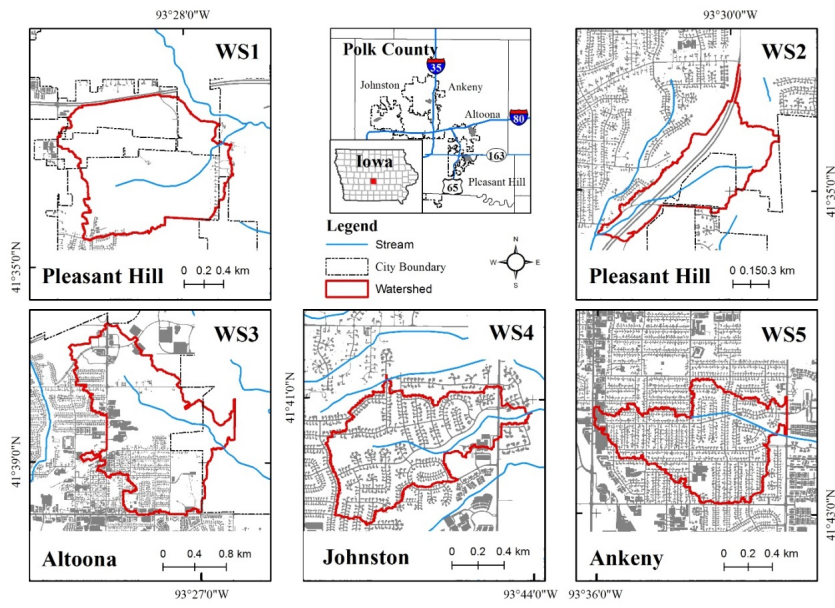 93°28'0"W
93°30'0"W
WS1
Polk County
35
Johnston
Ankeny
Altoona
80
163
Iowa
65
Pleasant Hill
WS2
41°35'0"N
Legend
Stream
City Boundary
Watershed
N
W E
S
41°35'0"N
Pleasant Hill
0 0.2 0.4 km
Pleasant Hill
0 0.150.3 km
WS3
WS4
WS5
41°39'0"N
41°41'0"N
41°43'0"N
Altoona
0 0.4 0.8 km
Johnston
0 0.2 0.4 km
Ankeny
0 0.2 0.4 km
93°27'0"W
93°44'0"W
93°36'0"W